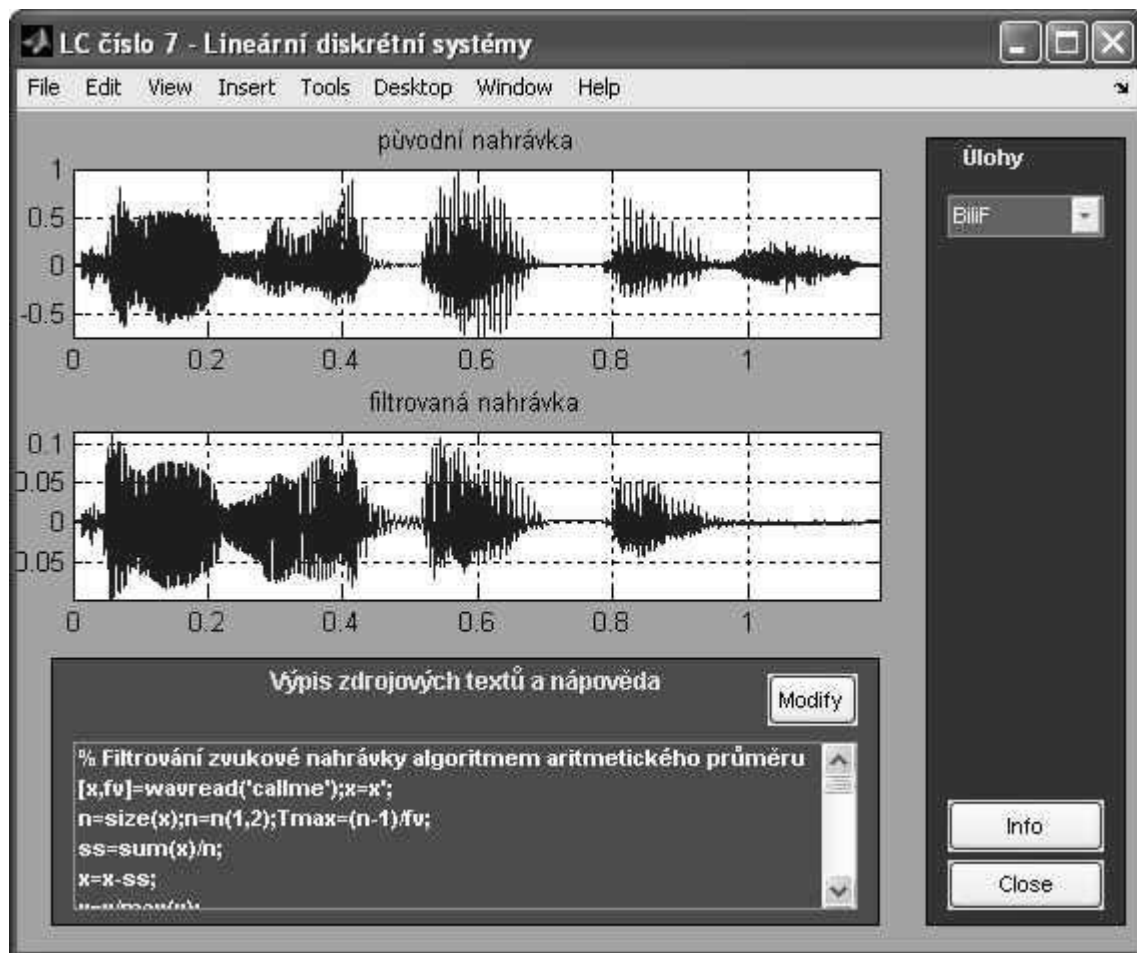 LC číslo 7 - Lineární diskrétní systémy
File Edit View Insert Tools Desktop Window Help
pùvodní nahrávka
1
0.5
0
-0.5
0 0.2 0.4 0.6 0.8 1
filtrovaná nahrávka
0.1
0.05
0
0.05
0 0.2 0.4 0.6 0.8 1
Úlohy
BiliF
Výpis zdrojových textů a nápověda
Modify
% Filtrování zvukové nahrávky algoritmem aritmetického průměru
[x,fv]=wavread('callme');x=x';
n=size(x);n=n(1,2);Tmax=(n-1)/fv;
ss=sum(x)/n;
x=x-ss;
Info
Close